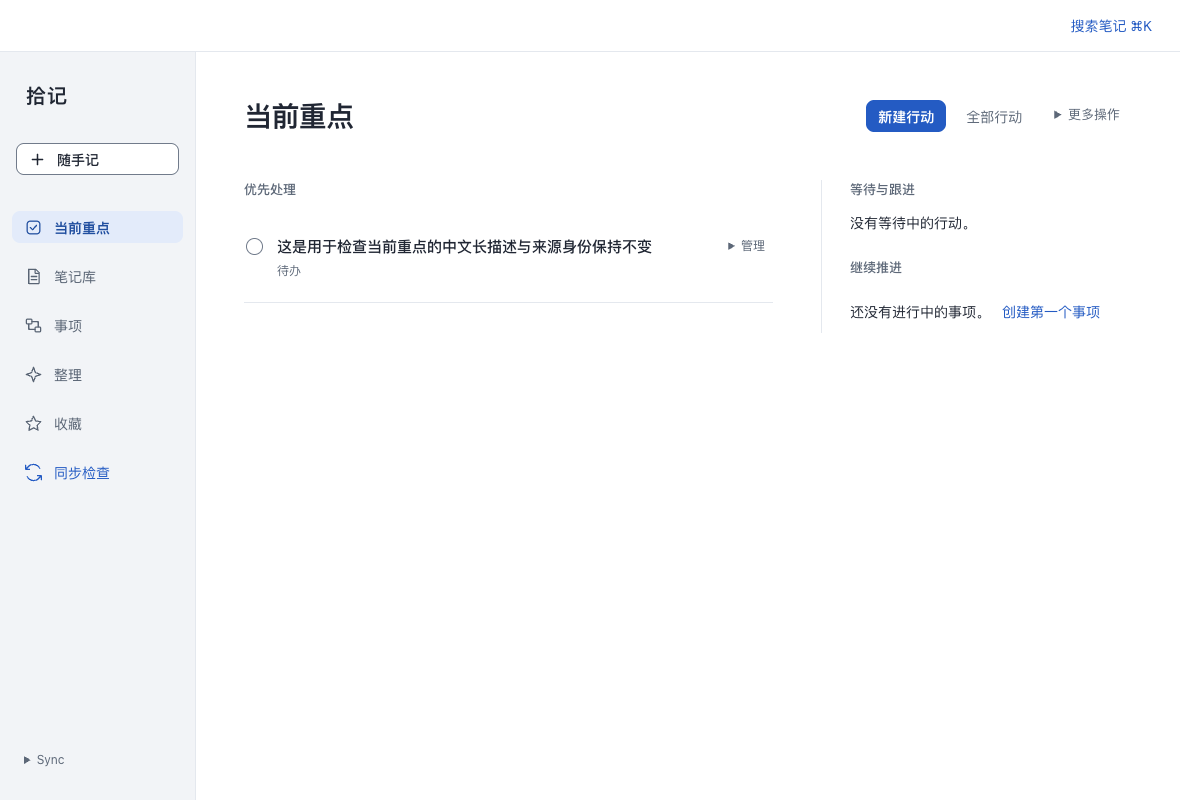 搜索笔记 ⌘K
拾记
随手记
当前重点
笔记库
事项
整理
收藏
同步检查
Sync
当前重点
新建行动
全部行动
更多操作
优先处理
这是用于检查当前重点的中文长描述与来源身份保持不变
管理
待办
等待与跟进
没有等待中的行动。
继续推进
还没有进行中的事项。 创建第一个事项